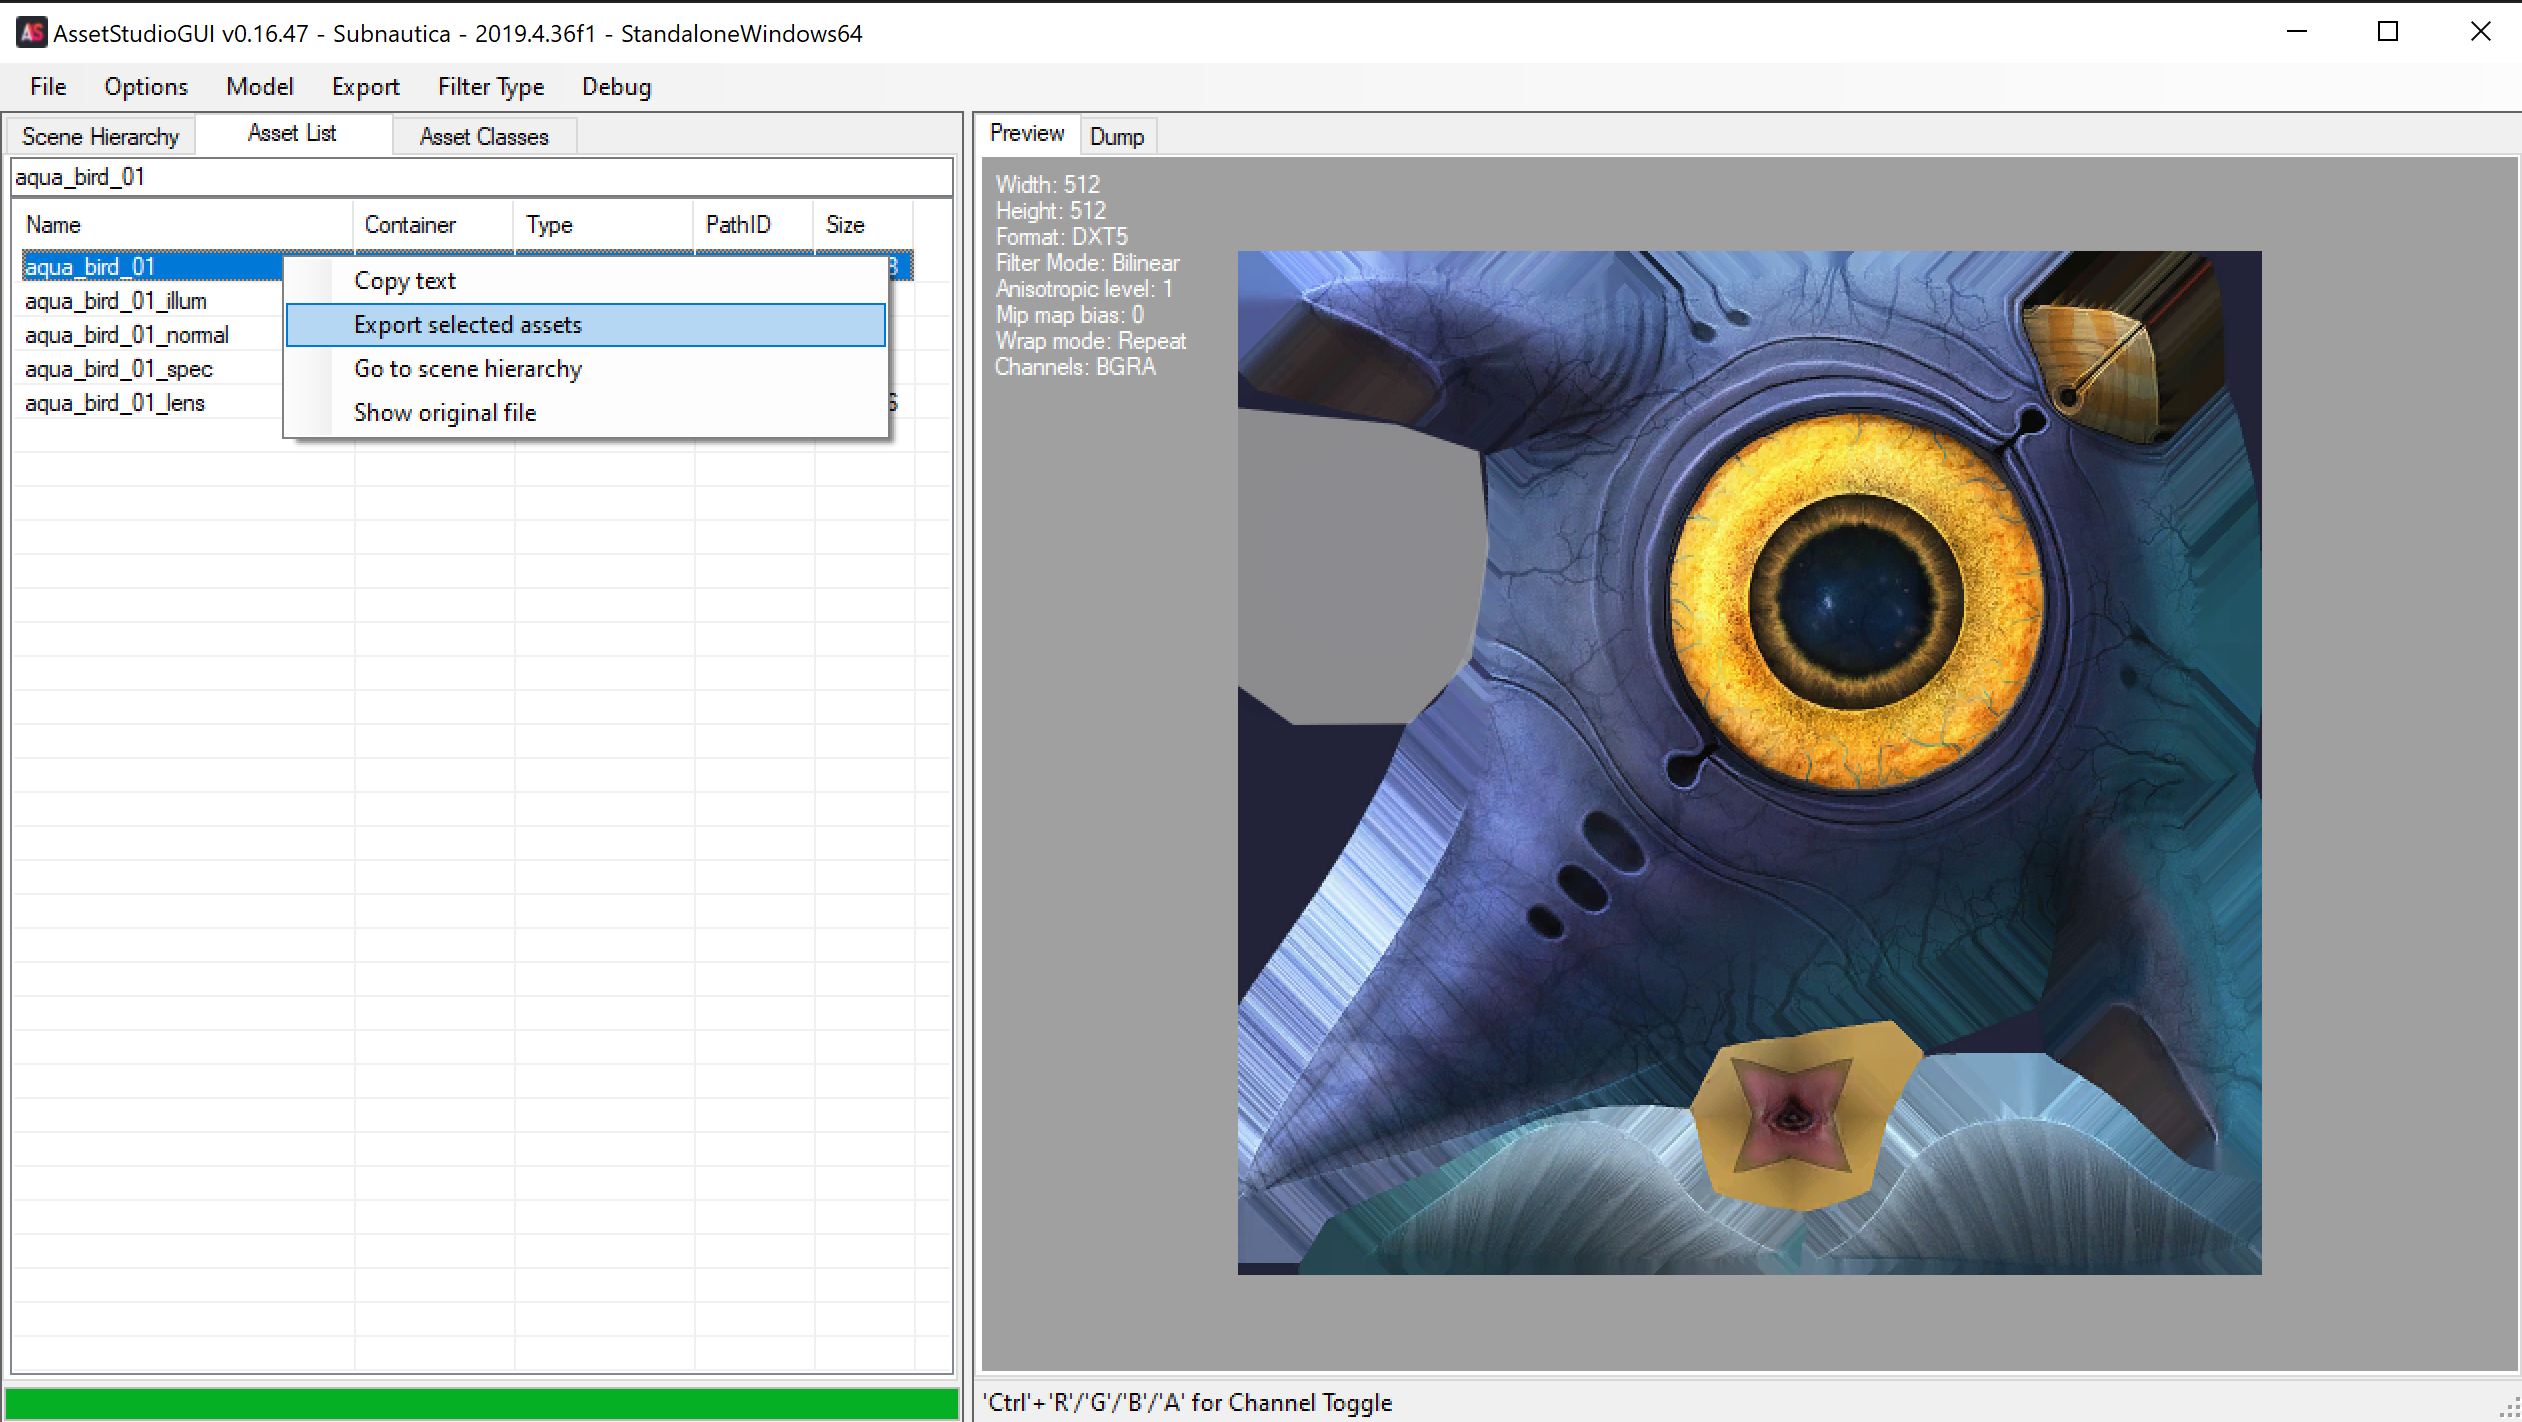 AS AssetStudioGUI v0.16.47 - Subnautica - 2019.4.36f1 - StandaloneWindows64
File Options Model Export Filter Type Debug
Scene Hierarchy Asset List Asset Classes
aqua_bird_01
Name Container Type PathID Size
aqua_bird_01
aqua_bird_01_illum
aqua_bird_01_normal
aqua_bird_01_spec
aqua_bird_01_lens
Copy text
Export selected assets
Go to scene hierarchy
Show original file
Preview Dump
Width: 512
Height: 512
Format: DXT5
Filter Mode: Bilinear
Anisotropic level: 1
Mip map bias: 0
Wrap mode: Repeat
Channels: BGRA
'Ctrl'+'R'/'G'/'B'/'A' for Channel Toggle